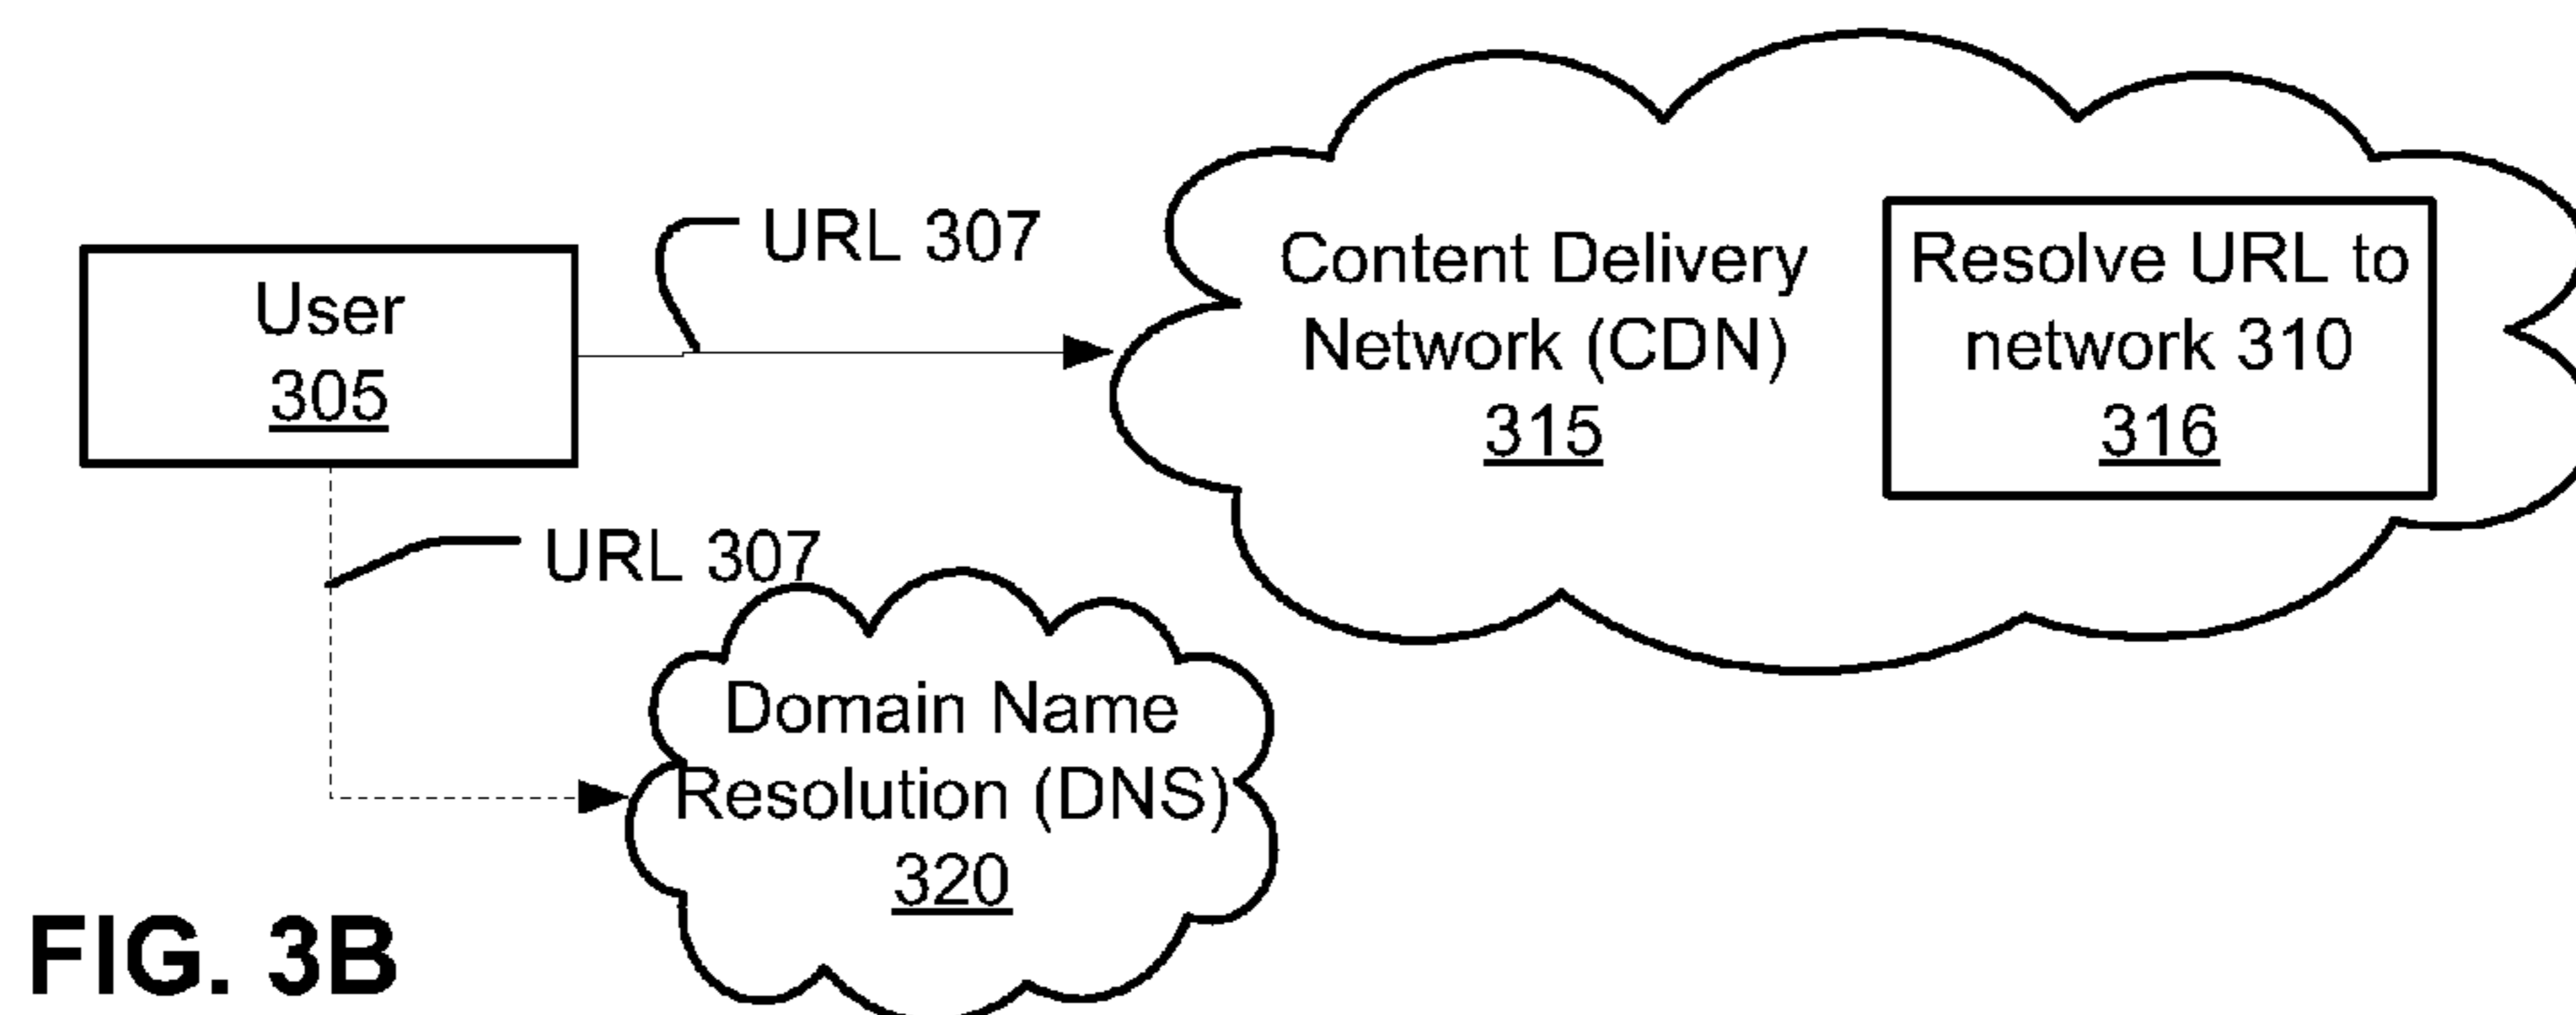 URL 307
User
305
Content Delivery
Network (CDN)
315
Resolve URL to
network 310
316
URL 307
Domain Name
Resolution (DNS)
320
FIG. 3B